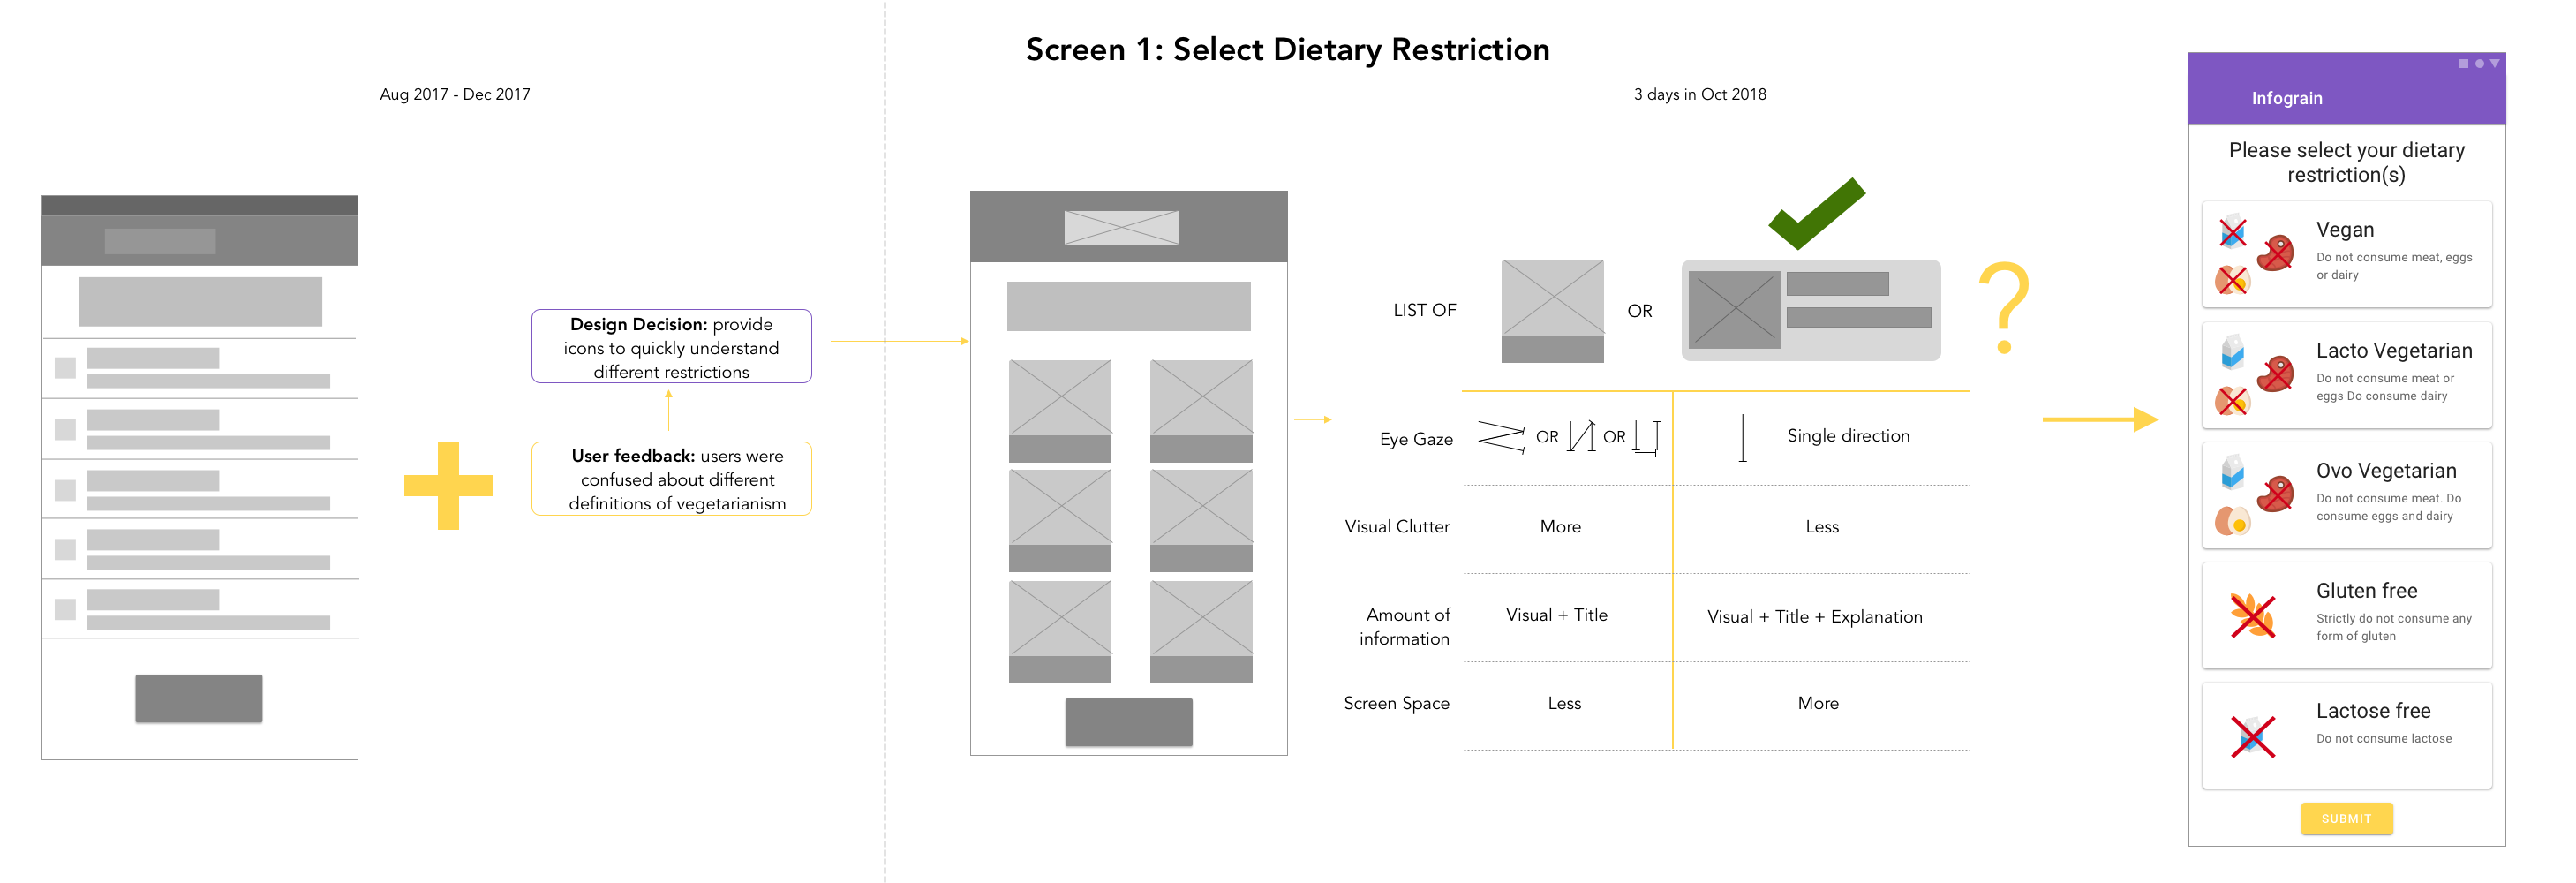 Screen 1: Select Dietary Restriction
Aug 2017 - Dec 2017
3 days in Oct 2018
Design Decision: provide
icons to quickly understand
different restrictions
User feedback: users were
confused about different
definitions of vegetarianism
LIST OF
OR
?
Eye Gaze
OR
OR
Single direction
Visual Clutter
More
Less
Amount of
information
Visual + Title
Visual + Title + Explanation
Screen Space
Less
More
Infograin
Please select your dietary
restriction(s)
Vegan
Do not consume meat, eggs
or dairy
Lacto Vegetarian
Do not consume meat or
eggs Do consume dairy
Ovo Vegetarian
Do not consume meat. Do
consume eggs and dairy
Gluten free
Strictly do not consume any
form of gluten
Lactose free
Do not consume lactose
SUBMIT